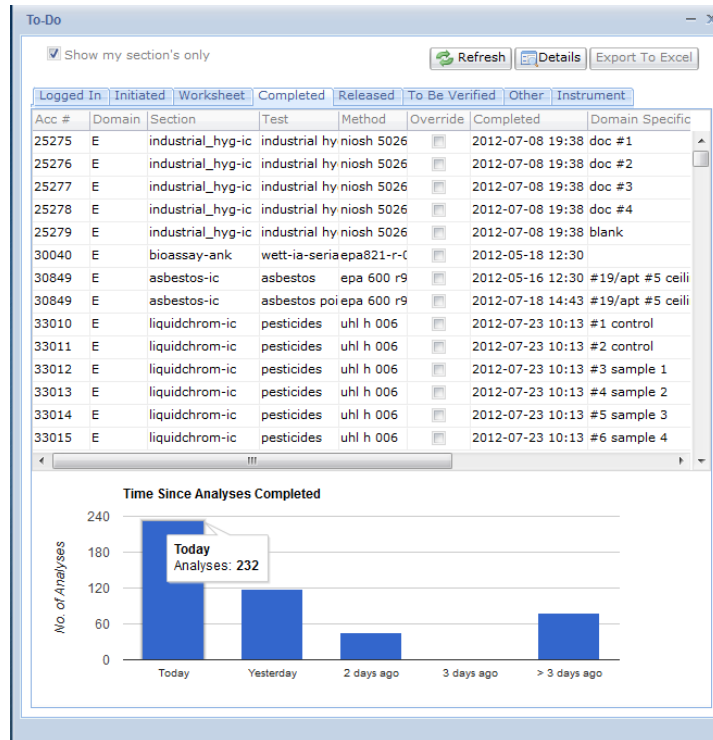 To-Do
Show my section's only Refresh Details Export To Excel
Logged In Initiated Worksheet Completed Released To Be Verified Other Instrument
Acc # Domain Section Test Method Override Completed Domain Specific
25275 E industrial_hyg-ic industrial hy niosh 5026 2012-07-08 19:38 doc #1
25276 E industrial_hyg-ic industrial hy niosh 5026 2012-07-08 19:38 doc #2
25277 E industrial_hyg-ic industrial hy niosh 5026 2012-07-08 19:38 doc #3
25278 E industrial_hyg-ic industrial hy niosh 5026 2012-07-08 19:38 doc #4
25279 E industrial_hyg-ic industrial hy niosh 5026 2012-07-08 19:38 blank
30040 E bioassay-ank wett-ia-seria epa821-r-0 2012-05-18 12:30
30849 E asbestos-ic asbestos epa 600 r9 2012-05-16 12:30 #19/apt #5 ceili
30849 E asbestos-ic asbestos poi epa 600 r9 2012-07-18 14:43 #19/apt #5 ceili
33010 E liquidchrom-ic pesticides uhl h 006 2012-07-23 10:13 #1 control
33011 E liquidchrom-ic pesticides uhl h 006 2012-07-23 10:13 #2 control
33012 E liquidchrom-ic pesticides uhl h 006 2012-07-23 10:13 #3 sample 1
33013 E liquidchrom-ic pesticides uhl h 006 2012-07-23 10:13 #4 sample 2
33014 E liquidchrom-ic pesticides uhl h 006 2012-07-23 10:13 #5 sample 3
33015 E liquidchrom-ic pesticides uhl h 006 2012-07-23 10:13 #6 sample 4
Time Since Analyses Completed
No. of Analyses
240
180
120
60
0
Today
Analyses: 232
Today Yesterday 2 days ago 3 days ago > 3 days ago